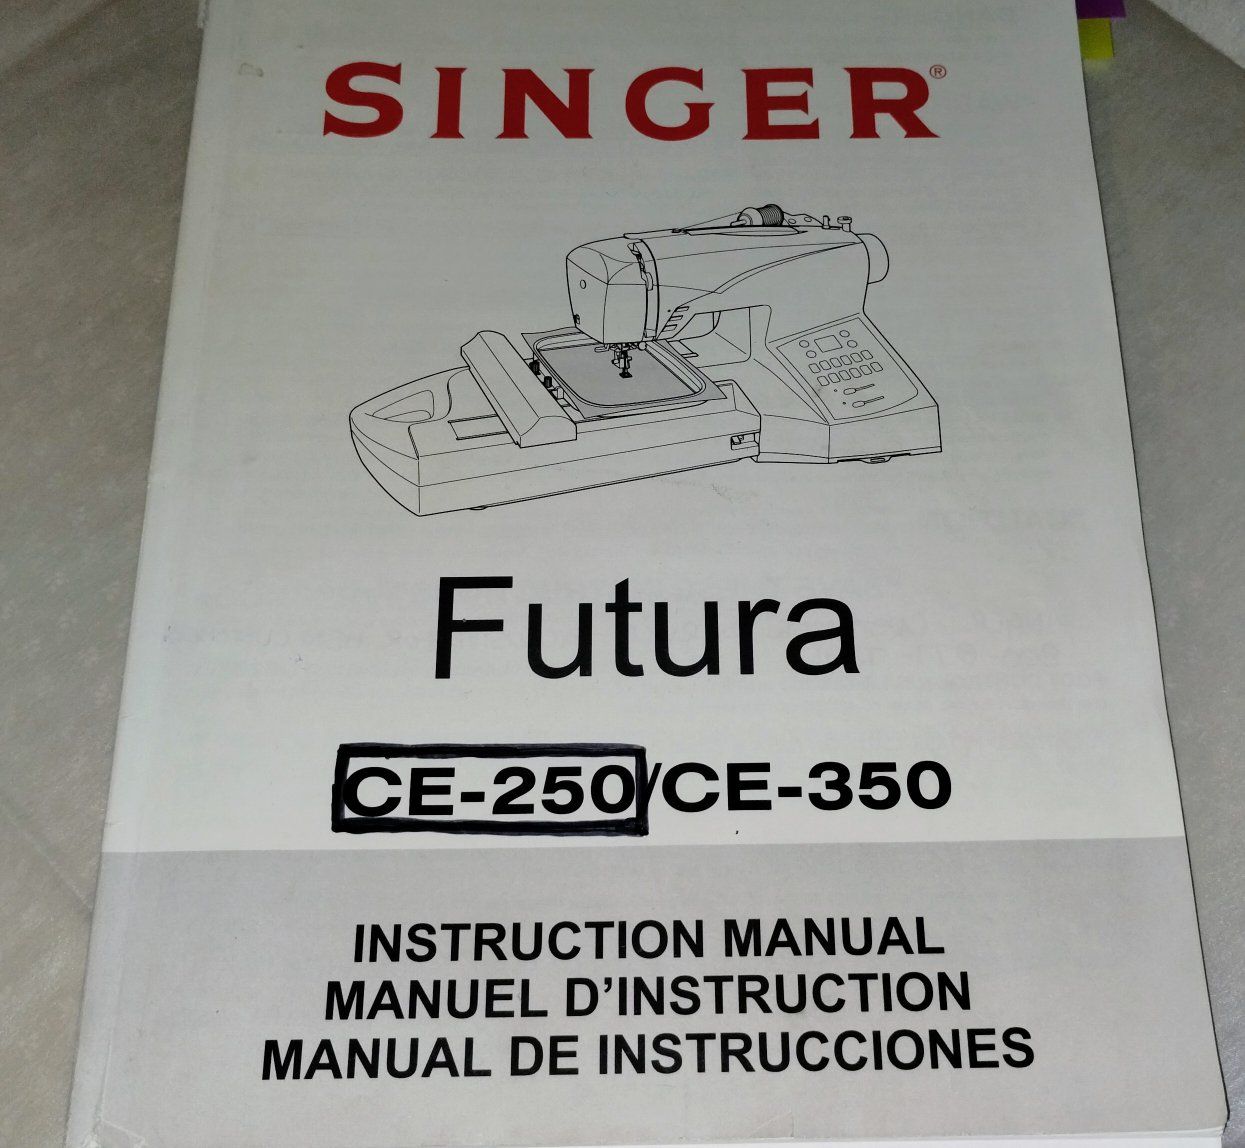 SINGER®
Futura
CE-250/CE-350
INSTRUCTION MANUAL
MANUEL D’INSTRUCTION
MANUAL DE INSTRUCCIONES